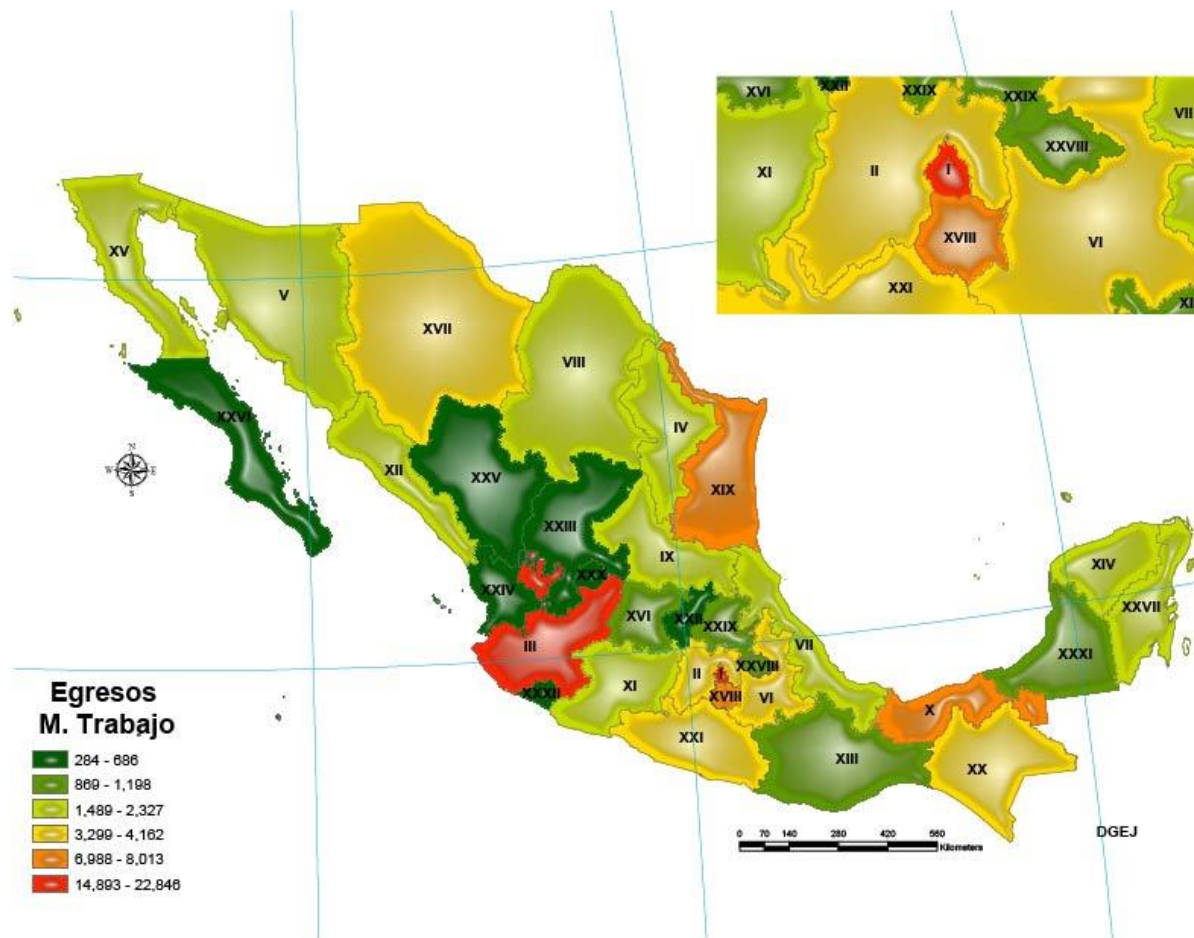 XVI
XXII
XXIX
XXIX
VII
XXVIII
XI
II
I
XVIII
VI
XXI
XI
XV
V
XVII
VIII
IV
XXVI
XII
XXV
XIX
XXIII
IX
XXX
XXIV
XIV
XXVII
XVI
XXII
XXIX
VII
III
XXVIII
XXXI
XI
II
I
XVIII
VI
XXXII
X
XXI
XIII
XX
N
W
E
S
Egresos
M. Trabajo
284 - 686
869 - 1,198
1,489 - 2,327
3,299 - 4,162
6,988 - 8,013
14,893 - 22,846
0 70 140 280 420 560
Kilometers
DGEJ